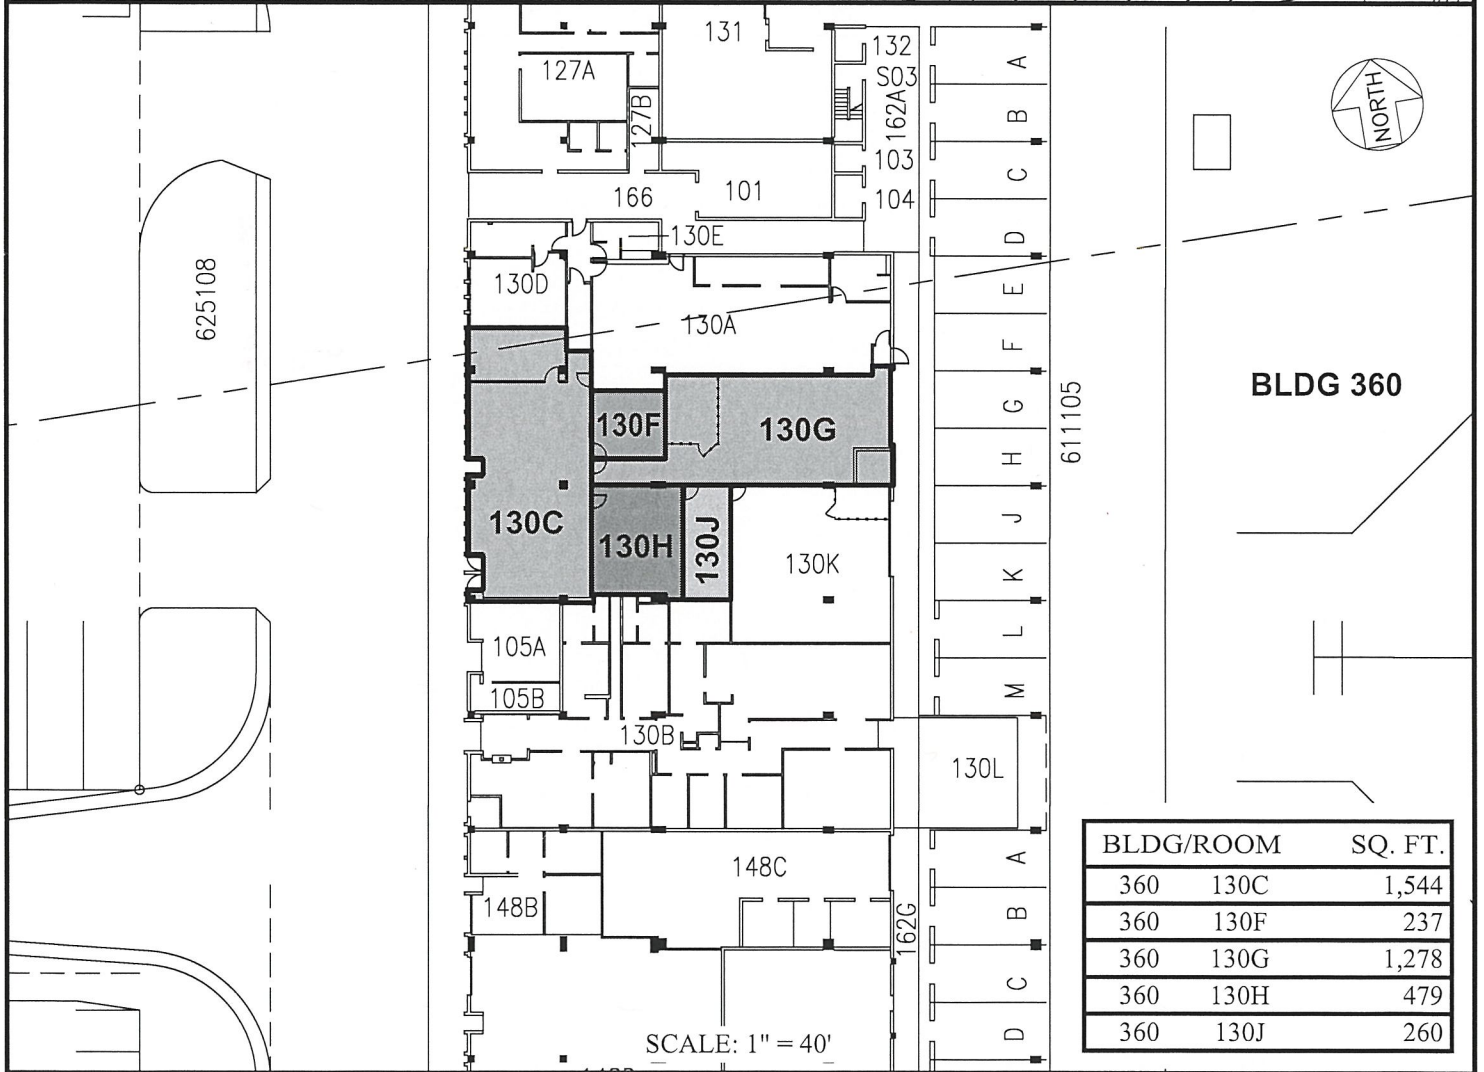 131
132
127A
S03
127B
162A
103
166
101
104
130E
130D
130A
625108
A
B
C
D
E
F
G
H
J
K
L
M
NORTH
611105
BLDG 360
130F
130G
130C
130H
130J
130K
105A
105B
130B
130L
148C
148B
162G
A
B
C
D
SCALE: 1" = 40'
BLDG/ROOM SQ. FT.
360 130C 1,544
360 130F 237
360 130G 1,278
360 130H 479
360 130J 260